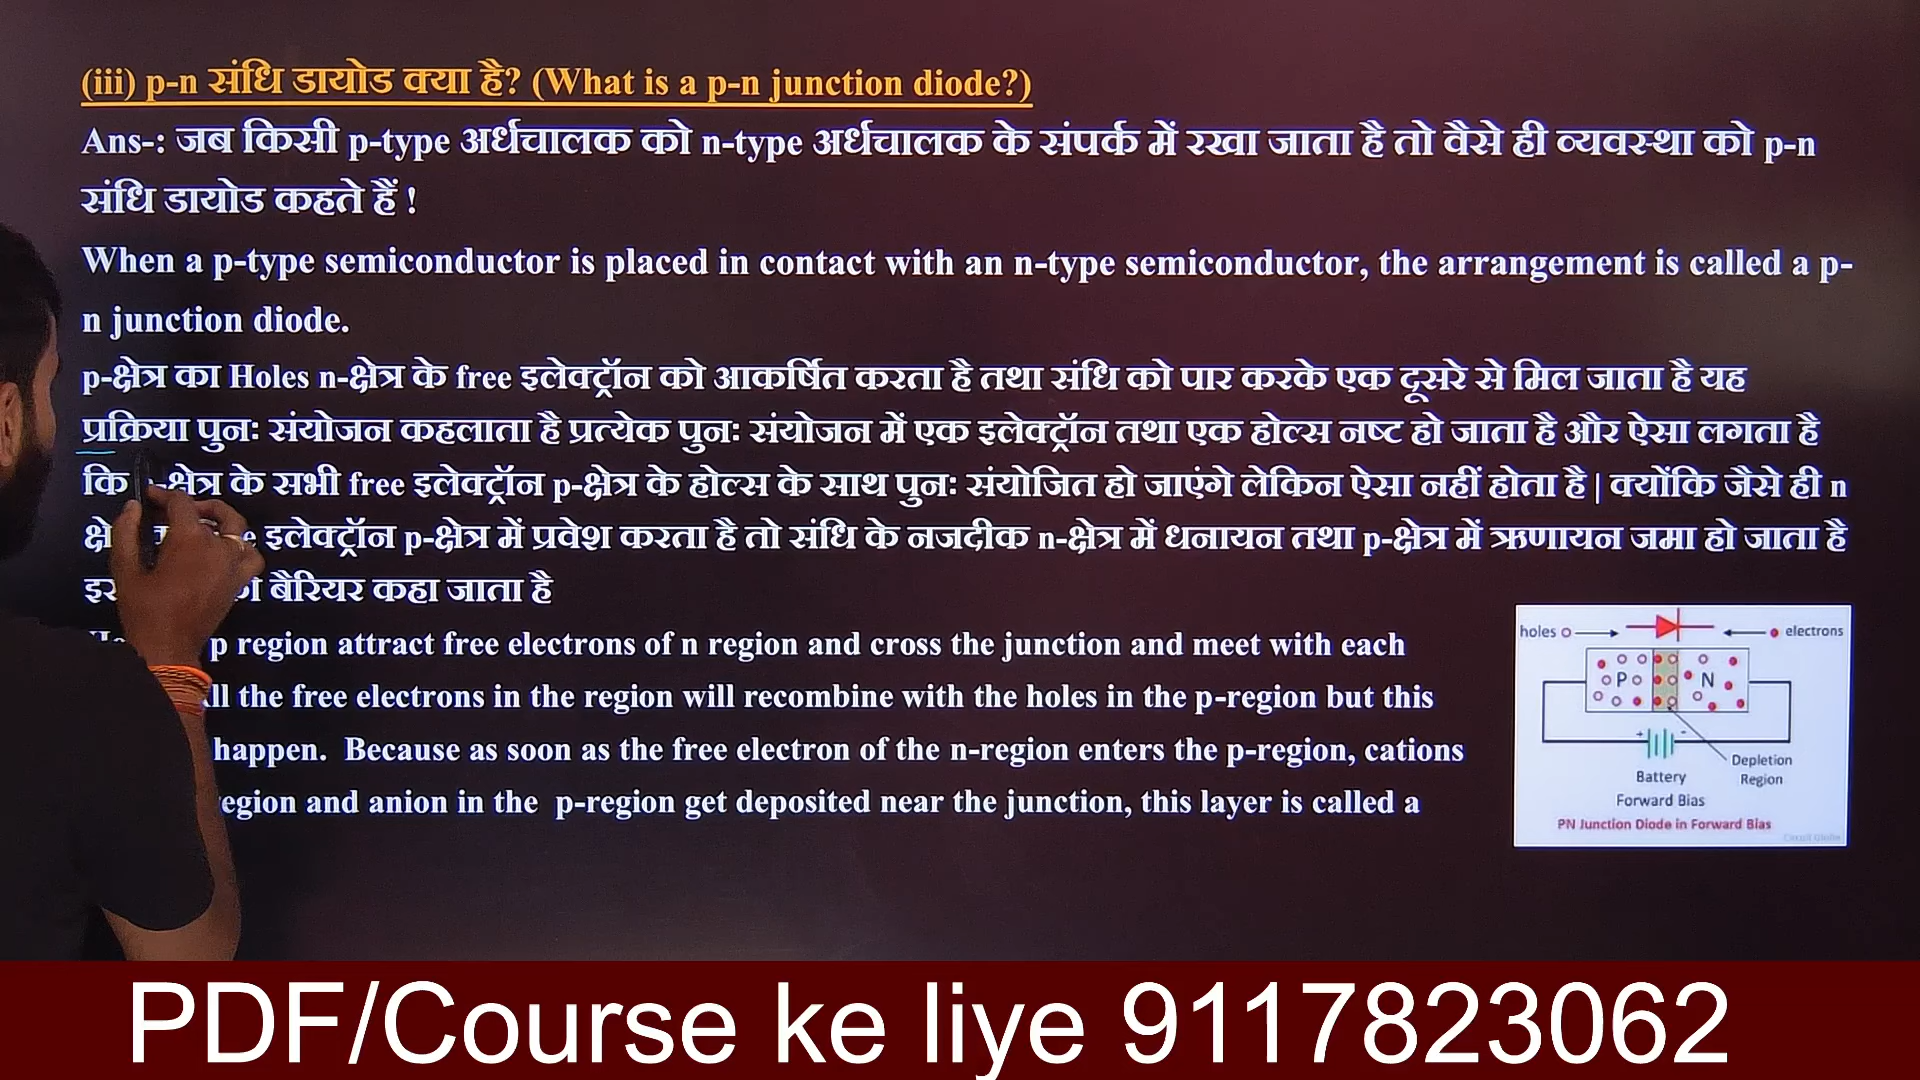 (iii) p-n संधि डायोड क्या है? (What is a p-n junction diode?)
Ans-: जब किसी p-type अर्धचालक को n-type अर्धचालक के संपर्क में रखा जाता है तो वैसे ही व्यवस्था को p-n
संधि डायोड कहते हैं !
When a p-type semiconductor is placed in contact with an n-type semiconductor, the arrangement is called a p-
n junction diode.
p-क्षेत्र का Holes n-क्षेत्र के free इलेक्ट्रॉन को आकर्षित करता है तथा संधि को पार करके एक दूसरे से मिल जाता है यह
प्रक्रिया पुनः संयोजन कहलाता है प्रत्येक पुनः संयोजन में एक इलेक्ट्रॉन तथा एक होल्स नष्ट हो जाता है और ऐसा लगता है
कि -क्षेत्र के सभी free इलेक्ट्रॉन p-क्षेत्र के होल्स के साथ पुनः संयोजित हो जाएंगे लेकिन ऐसा नहीं होता है | क्योंकि जैसे ही n
इलेक्ट्रॉन p-क्षेत्र में प्रवेश करता है तो संधि के नजदीक n-क्षेत्र में धनायन तथा p-क्षेत्र में ऋणायन जमा हो जाता है
बैरियर कहा जाता है
p region attract free electrons of n region and cross the junction and meet with each
the free electrons in the region will recombine with the holes in the p-region but this
happen. Because as soon as the free electron of the n-region enters the p-region, cations
egion and anion in the p-region get deposited near the junction, this layer is called a
holes
electrons
P
N
+ -
Depletion
Region
Battery
Forward Bias
PN Junction Diode in Forward Bias
Circuit Globe
PDF/Course ke liye 9117823062